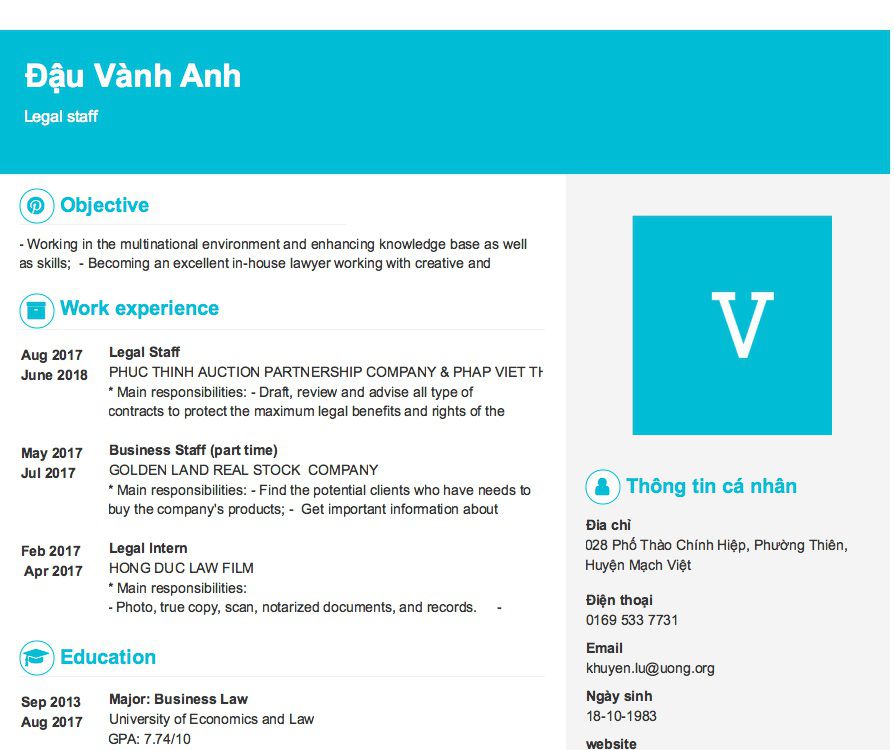 Đậu Vành Anh
Legal staff
Objective
- Working in the multinational environment and enhancing knowledge base as well
as skills;  - Becoming an excellent in-house lawyer working with creative and
Work experience
Aug 2017
June 2018
Legal Staff
PHUC THINH AUCTION PARTNERSHIP COMPANY & PHAP VIET TH
* Main responsibilities: - Draft, review and advise all type of
contracts to protect the maximum legal benefits and rights of the
May 2017
Jul 2017
Business Staff (part time)
GOLDEN LAND REAL STOCK  COMPANY
* Main responsibilities: - Find the potential clients who have needs to
buy the company's products; -  Get important information about
Feb 2017
Apr 2017
Legal Intern
HONG DUC LAW FILM
* Main responsibilities:
- Photo, true copy, scan, notarized documents, and records.     -
Education
Sep 2013
Aug 2017
Major: Business Law
University of Economics and Law
GPA: 7.74/10
V
Thông tin cá nhân
Đia chỉ
028 Phố Thào Chính Hiệp, Phường Thiên,
Huyện Mạch Việt
Điện thoại
0169 533 7731
Email
khuyen.lu@uong.org
Ngày sinh
18-10-1983
website